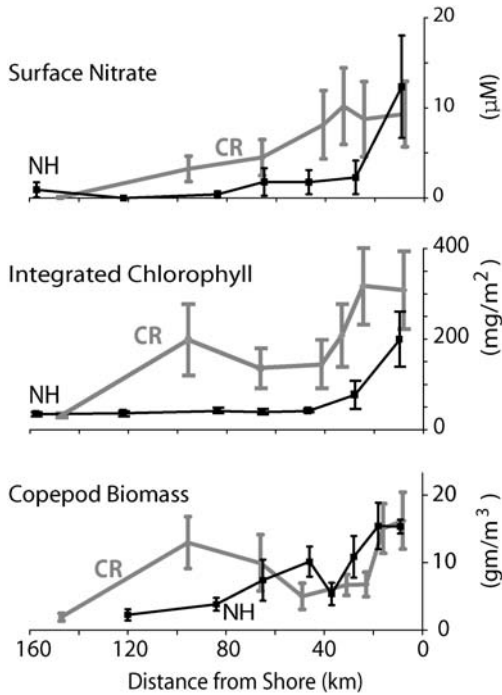 20
Surface Nitrate
10
(μM)
CR
NH
0
400
Integrated Chlorophyll
(mg/m²)
CR
200
NH
0
Copepod Biomass
20
(gm/m³)
CR
10
NH
0
160 120 80 40 0
Distance from Shore (km)